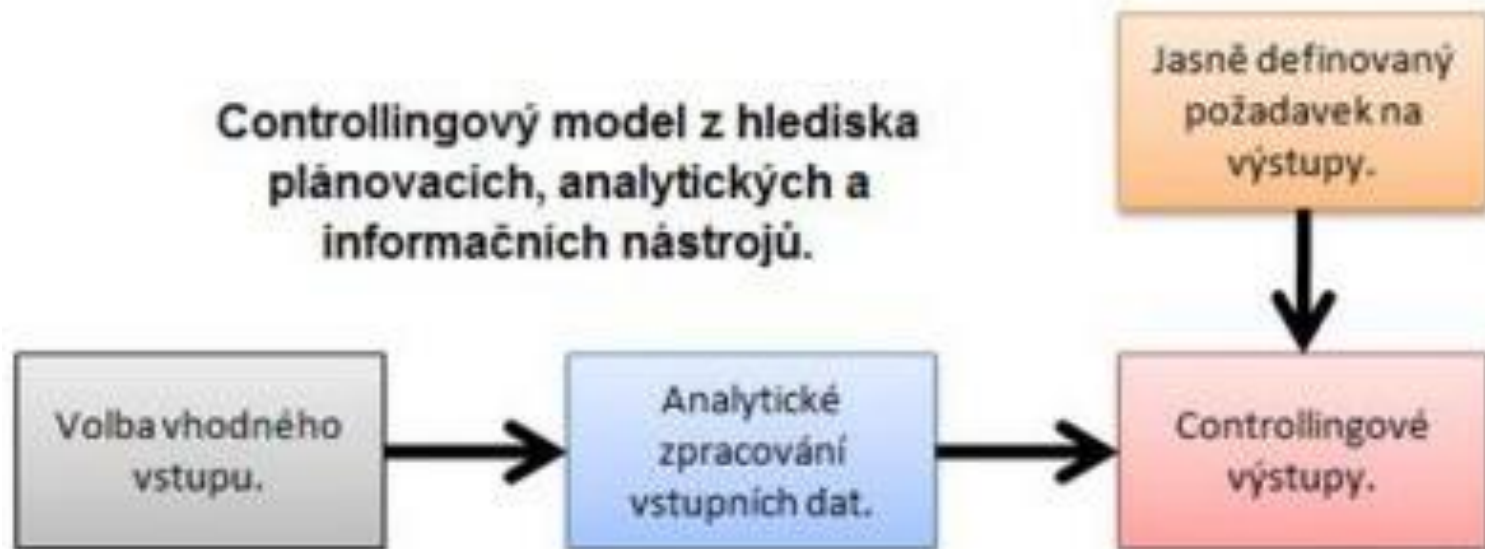 Controllingový model z hlediska
plánovacích, analytických a
informačních nástrojů.
Jasně definovaný
požadavek na
výstupy.
Volba vhodného
vstupu.
Analytické
zpracování
vstupních dat.
Controllingové
výstupy.